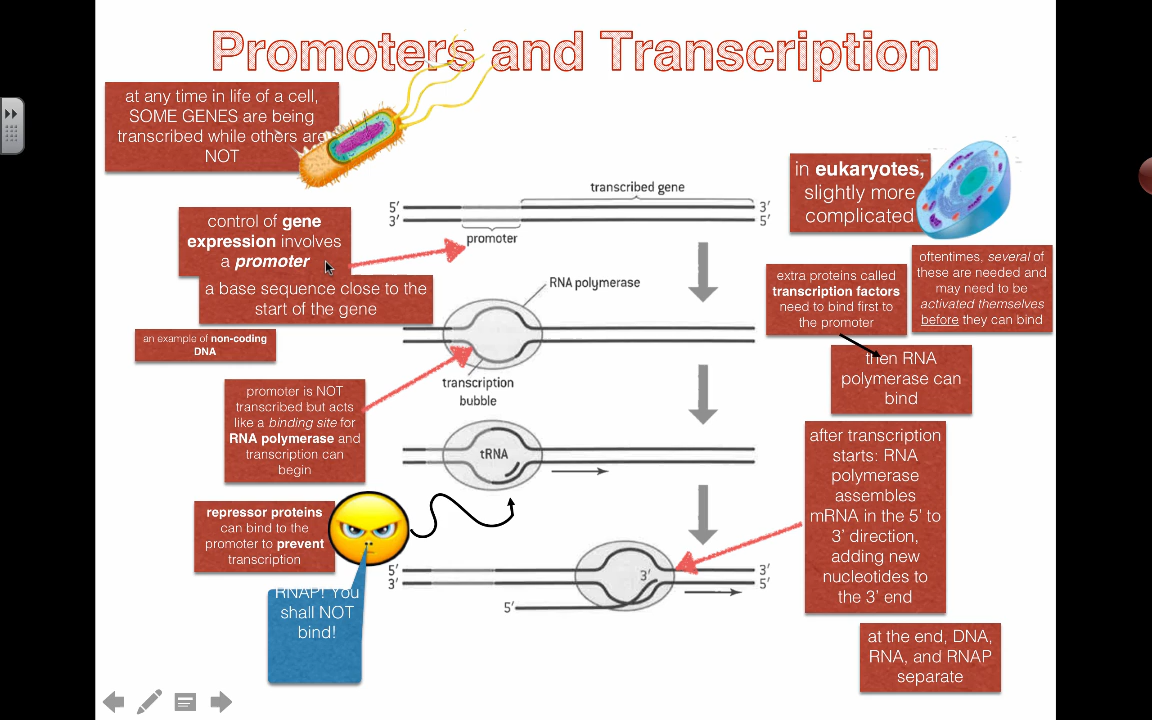 Promoters and Transcription
at any time in life of a cell,
SOME GENES are being
transcribed while others are
NOT
control of gene
expression involves
a promoter
a base sequence close to the
start of the gene
an example of non-coding
DNA
promoter is NOT
transcribed but acts
like a binding site for
RNA polymerase and
transcription can
begin
repressor proteins
can bind to the
promoter to prevent
transcription
RNAP! You
shall NOT
bind!
transcribed gene
5′
3′
3′
5′
promoter
RNA polymerase
transcription
bubble
tRNA
5′
3′
3′
3′
5′
5′
in eukaryotes,
slightly more
complicated
extra proteins called
transcription factors
need to bind first to
the promoter
oftentimes, several of
these are needed and
may need to be
activated themselves
before they can bind
then RNA
polymerase can
bind
after transcription
starts: RNA
polymerase
assembles
mRNA in the 5' to
3' direction,
adding new
nucleotides to
the 3' end
at the end, DNA,
RNA, and RNAP
separate